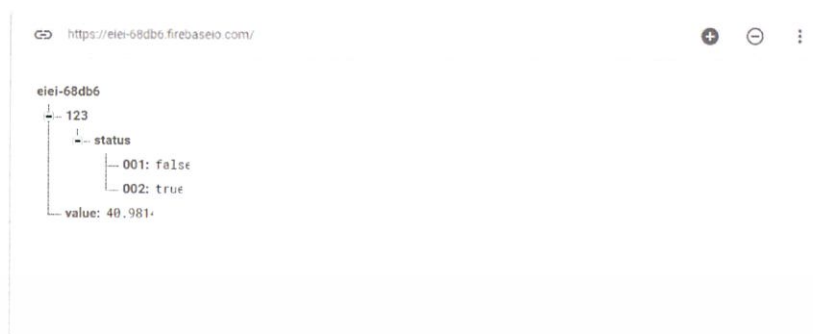 https://eiei-68db6.firebaseio.com/
eiei-68db6
123
status
001: false
002: true
value: 40.981